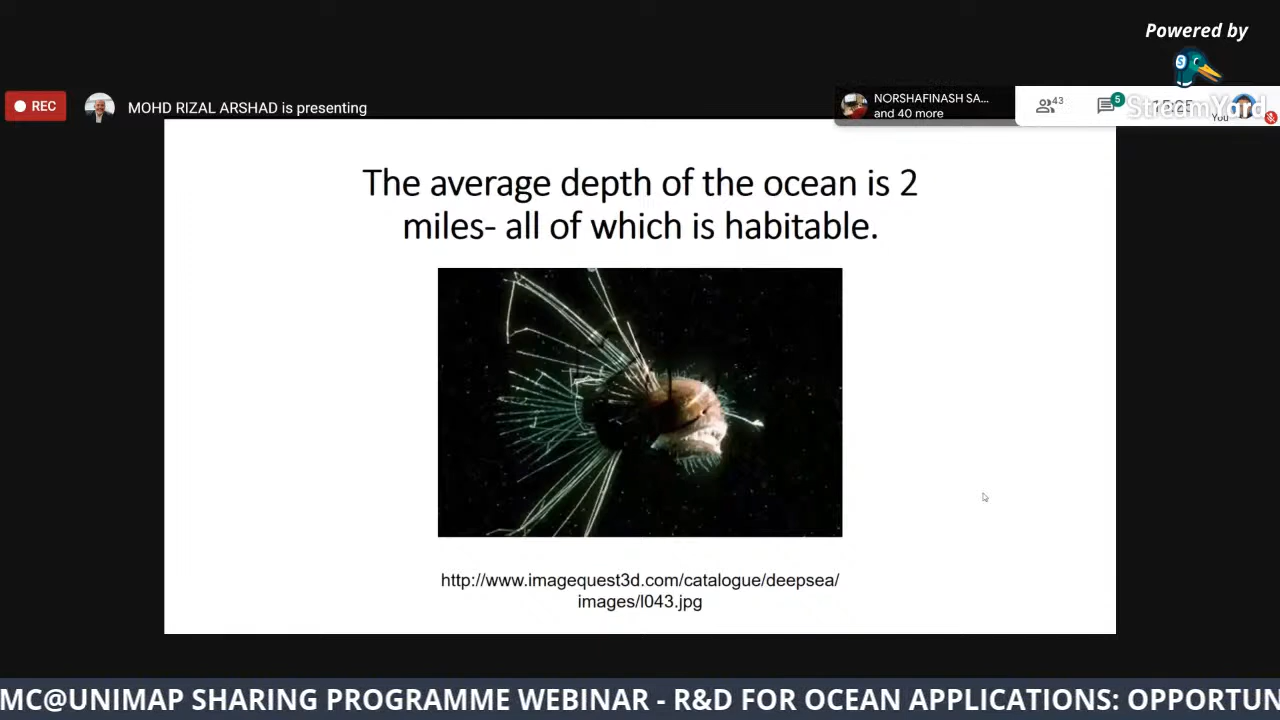 Powered by
REC
MOHD RIZAL ARSHAD is presenting
NORSHAFINASH SA...
and 40 more
43
5
StreamYard
You
The average depth of the ocean is 2
miles- all of which is habitable.
http://www.imagequest3d.com/catalogue/deepsea/
images/l043.jpg
MC@UNIMAP SHARING PROGRAMME WEBINAR - R&D FOR OCEAN APPLICATIONS: OPPORTUN